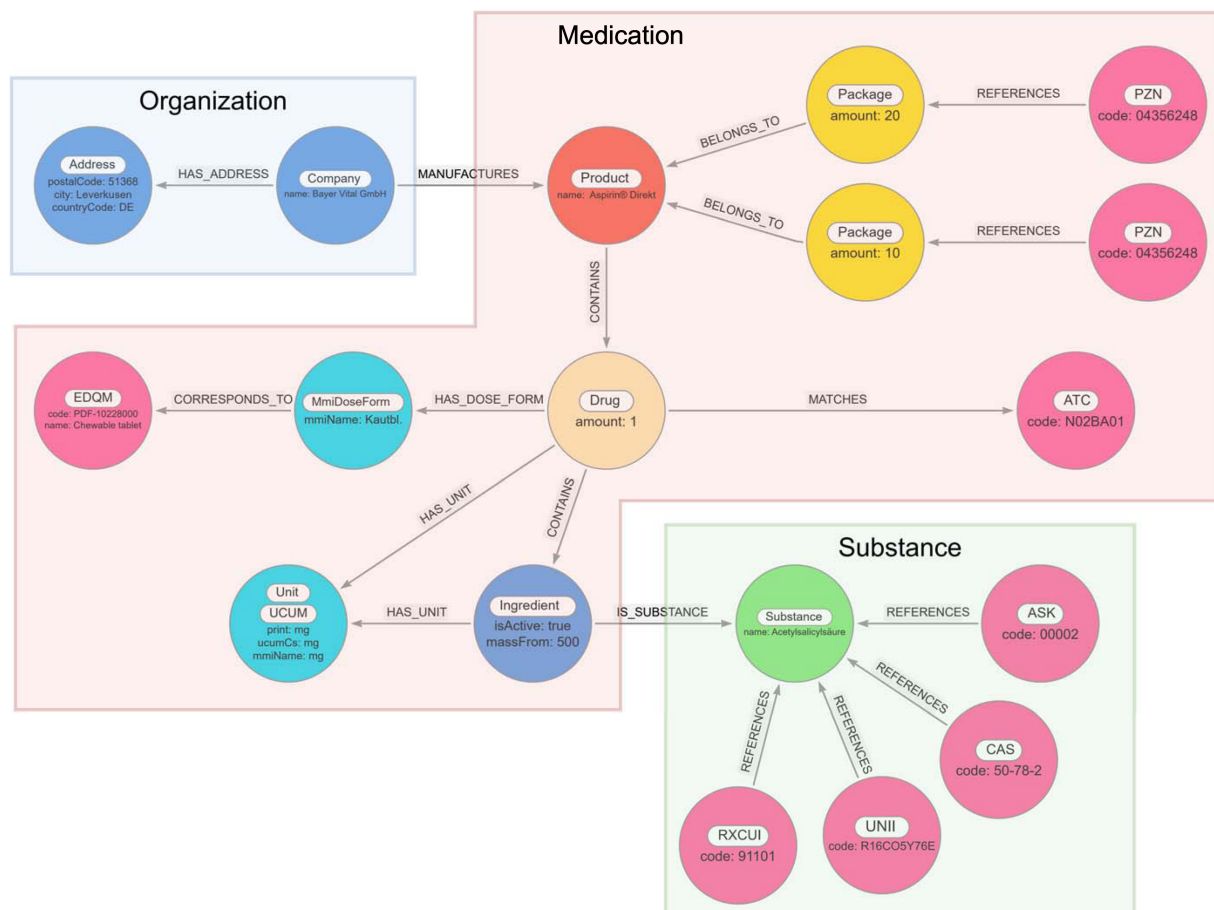 Medication
Organization
Package
amount: 20
REFERENCES
PZN
code: 04356248
BELONGS_TO
Address
postalCode: 51368
city: Leverkusen
countryCode: DE
HAS_ADDRESS
Company
name: Bayer Vital GmbH
MANUFACTURES
Product
name: Aspirin® Direkt
BELONGS_TO
Package
amount: 10
REFERENCES
PZN
code: 04356248
CONTAINS
EDQM
code: PDF-10228000
name: Chewable tablet
CORRESPONDS_TO
MmiDoseForm
mmiName: Kautbl.
HAS_DOSE_FORM
Drug
amount: 1
MATCHES
ATC
code: N02BA01
HAS_UNIT
CONTAINS
Substance
Unit
UCUM
print: mg
ucumCs: mg
mmiName: mg
HAS_UNIT
Ingredient
isActive: true
massFrom: 500
IS_SUBSTANCE
Substance
name: Acetylsalicylsäure
REFERENCES
ASK
code: 00002
REFERENCES
REFERENCES
REFERENCES
CAS
code: 50-78-2
RXCUI
code: 91101
UNII
code: R16CO5Y76E